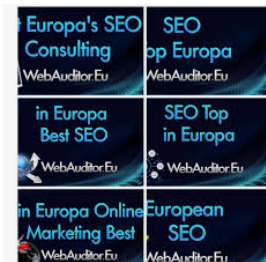 t Europa's SEO
Consulting
WebAuditor.Eu
SEO
op Europa
WebAuditor.Eu
in Europa
Best SEO
WebAuditor.Eu
SEO Top
in Europa
WebAuditor.Eu
in Europa Online
Marketing Best
WebAuditor.Eu
European
SEO
WebAuditor.Eu